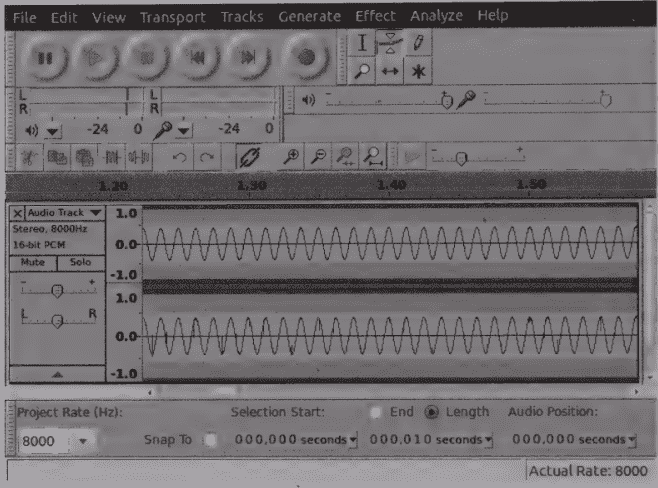 File Edit View Transport Tracks Generate Effect Analyze Help
L L
R R
-24 0 -24 0
- + - +
1.20 1.30 1.40 1.50
X Audio Track 1.0
Stereo, 8000Hz
16-bit PCM 0.0
Mute Solo
-1.0
- + 1.0
L R
0.0
-1.0
Project Rate (Hz): Selection Start: End Length Audio Position:
8000 Snap To 000,000 seconds 000,010 seconds 000,000 seconds
Actual Rate: 8000